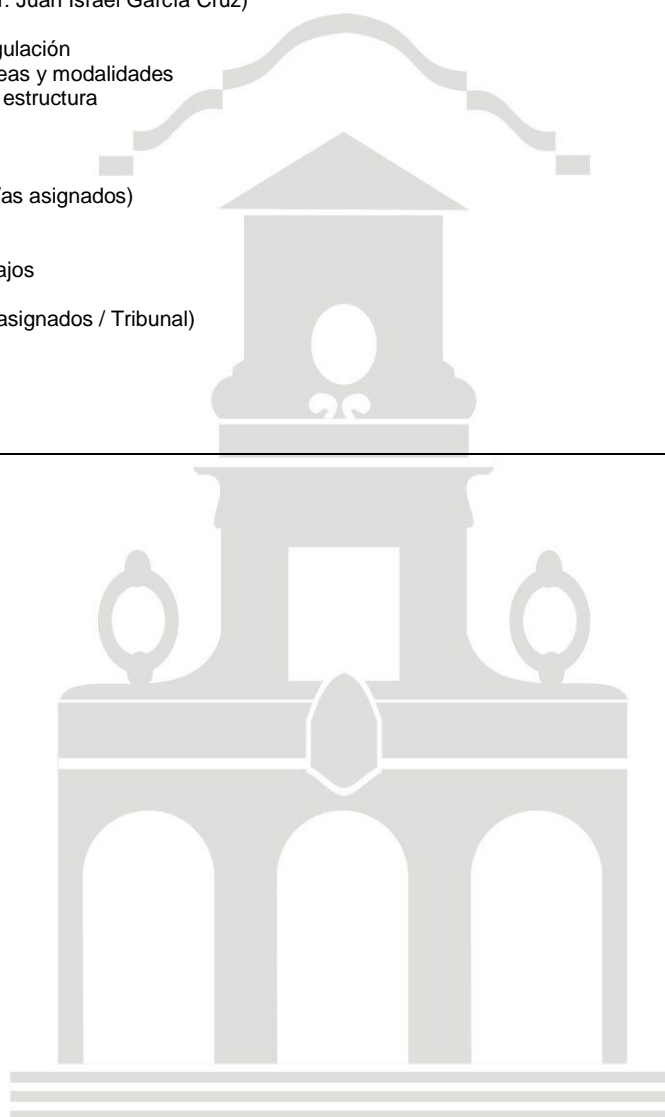 r. Juan Israel García Cruz)
gulación
eas y modalidades
estructura
/as asignados)
ajos
asignados / Tribunal)